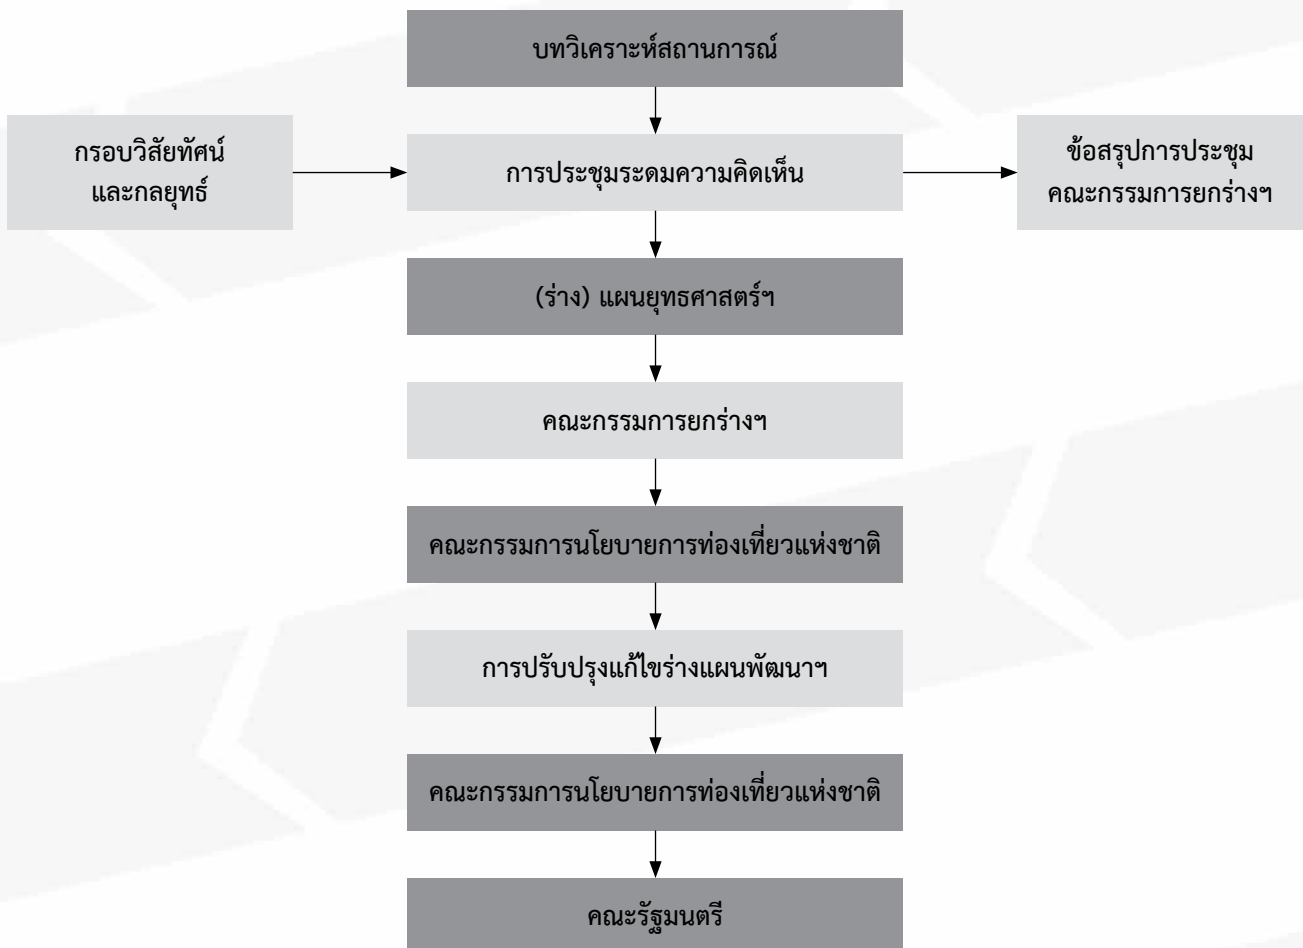 บทวิเคราะห์สถานการณ์
กรอบวิสัยทัศน์
และกลยุทธ์
การประชุมระดมความคิดเห็น
ข้อสรุปการประชุม
คณะกรรมการยกร่างฯ
(ร่าง) แผนยุทธศาสตร์ฯ
คณะกรรมการยกร่างฯ
คณะกรรมการนโยบายการท่องเที่ยวแห่งชาติ
การปรับปรุงแก้ไขร่างแผนพัฒนาฯ
คณะกรรมการนโยบายการท่องเที่ยวแห่งชาติ
คณะรัฐมนตรี